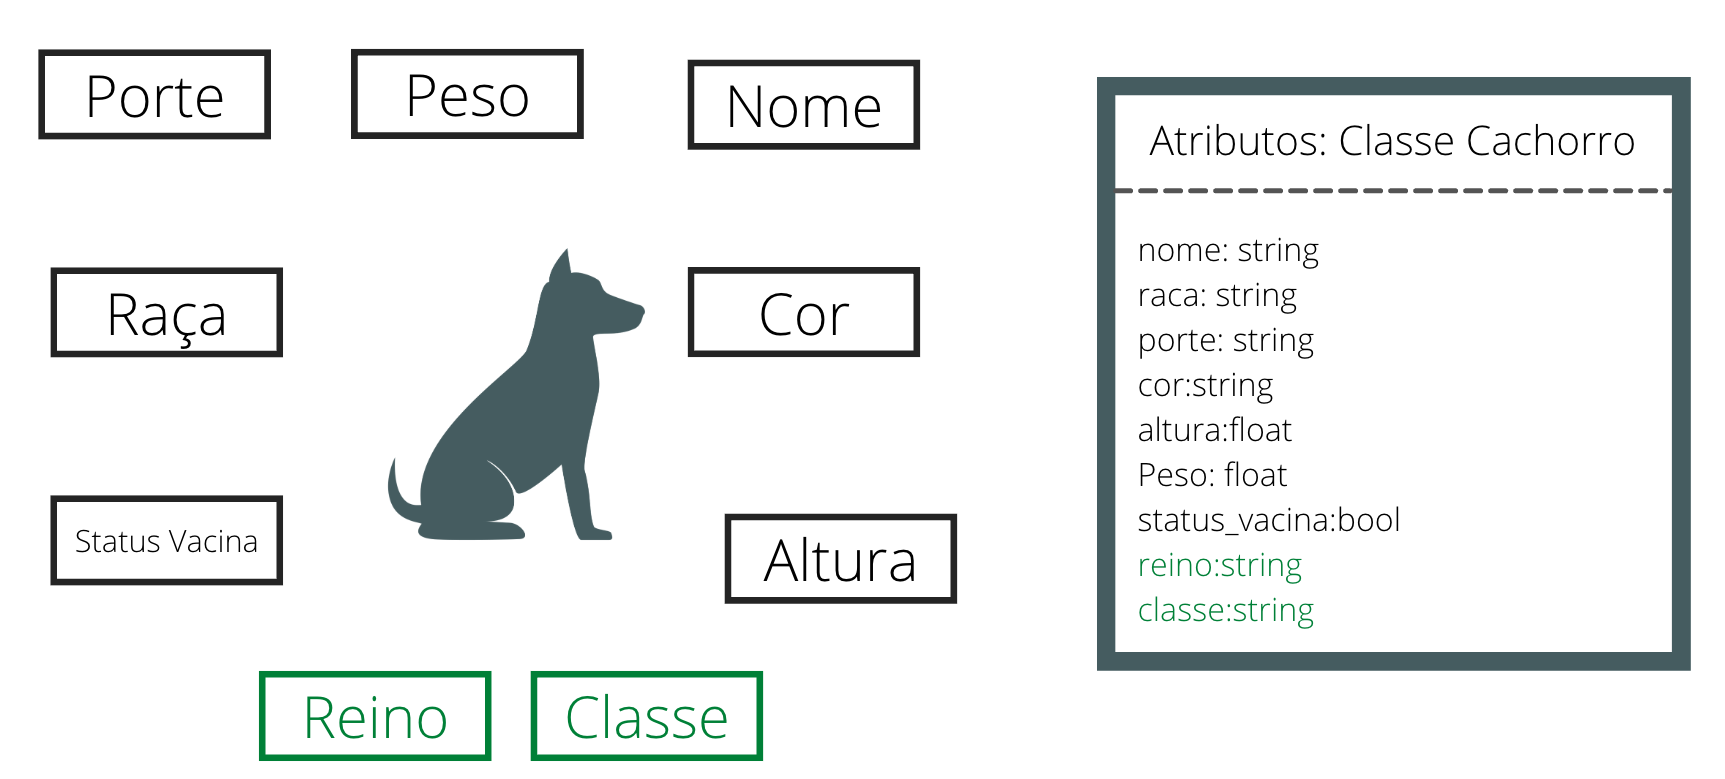 Porte
Peso
Nome
Raça
Cor
Status Vacina
Altura
Reino
Classe
Atributos: Classe Cachorro
nome: string
raca: string
porte: string
cor:string
altura:float
Peso: float
status_vacina:bool
reino:string
classe:string